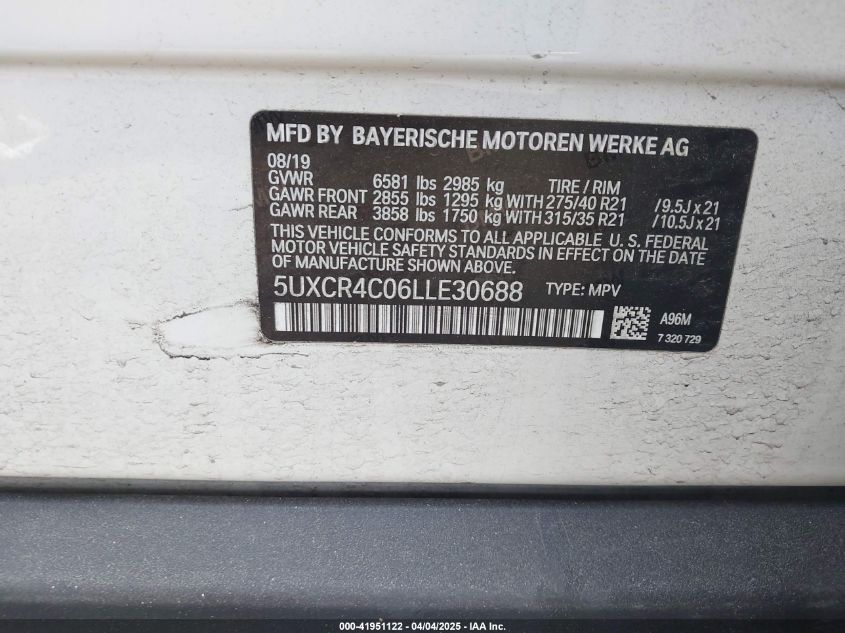 MFD BY BAYERISCHE MOTOREN WERKE AG
08/19
GVWR 6581 lbs 2985 kg TIRE / RIM
GAWR FRONT 2855 lbs 1295 kg WITH 275/40 R21 /9.5J x 21
GAWR REAR 3858 lbs 1750 kg WITH 315/35 R21 /10.5J x 21
THIS VEHICLE CONFORMS TO ALL APPLICABLE U. S. FEDERAL
MOTOR VEHICLE SAFETY STANDARDS IN EFFECT ON THE DATE
OF MANUFACTURE SHOWN ABOVE.
5UXCR4C06LLE30688 TYPE: MPV
A96M
7 320 729
000-41951122 - 04/04/2025 - IAA Inc.